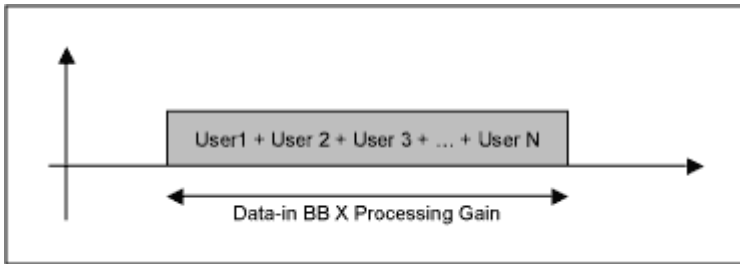 User1 + User 2 + User 3 + ... + User N
Data-in BB X Processing Gain